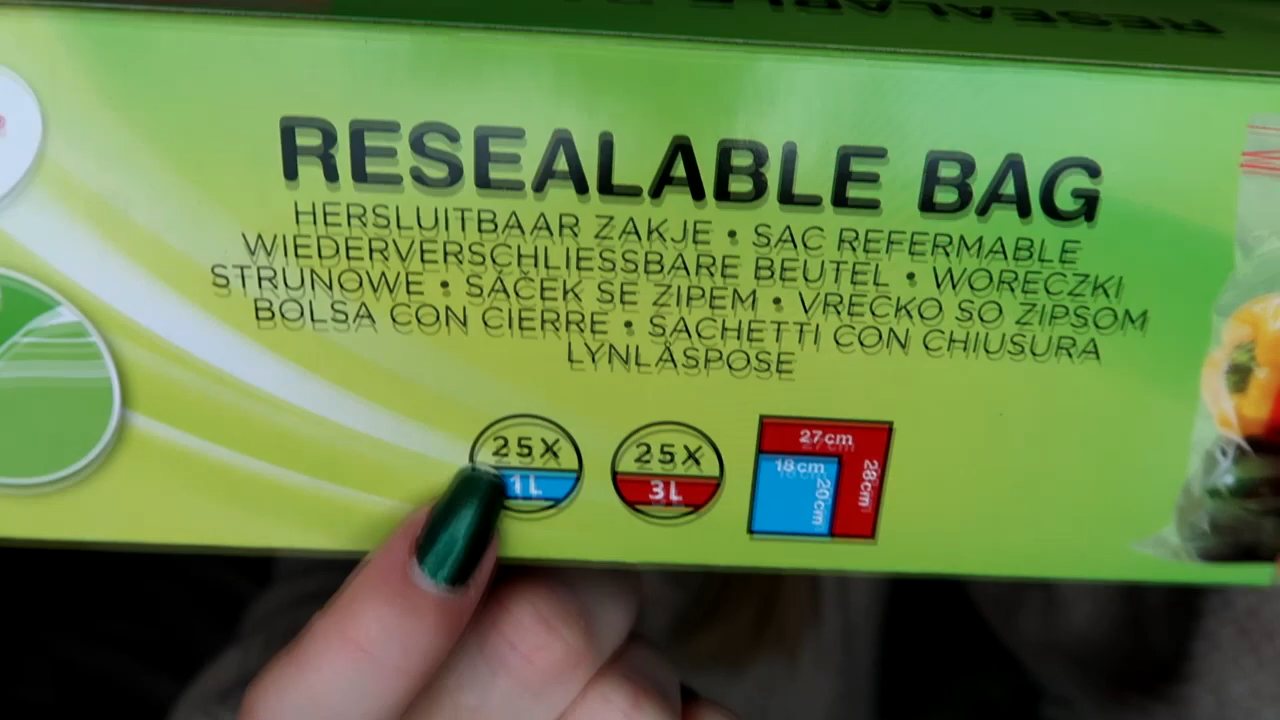 RESEALABLE
RESEALABLE BAG
HERSLUITBAAR ZAKJE • SAC REFERMABLE
WIEDERVERSCHLIESSBARE BEUTEL • WORECZKI
STRUNOWE • SÁČEK SE ZIPEM • VRECKO SO ZIPSOM
BOLSA CON CIERRE • SACHETTI CON CHIUSURA
LYNLÅSPOSE
25X
1L
25X
3L
27cm
28cm
18cm
20cm